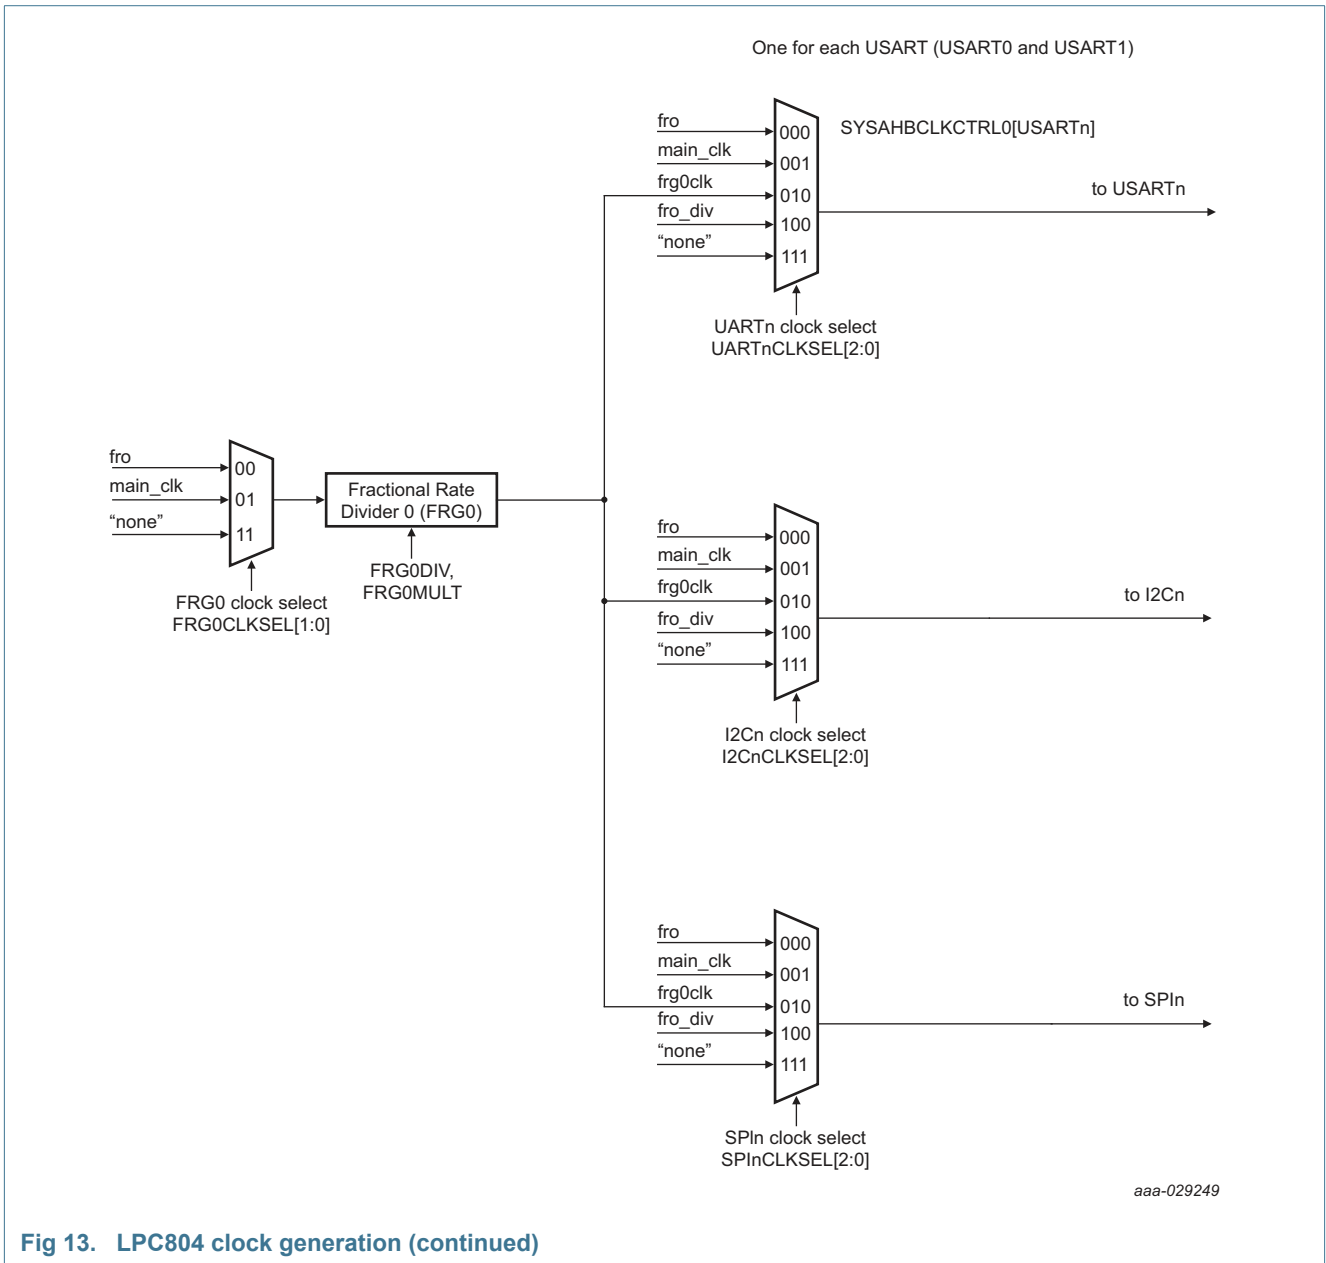 One for each USART (USART0 and USART1)
fro
000
SYSAHBCLKCTRL0[USARTn]
main_clk
001
frg0clk
010
to USARTn
fro_div
100
“none”
111
UARTn clock select
UARTnCLKSEL[2:0]
fro
00
main_clk
01
“none”
11
Fractional Rate
Divider 0 (FRG0)
FRG0DIV,
FRG0MULT
FRG0 clock select
FRG0CLKSEL[1:0]
fro
000
main_clk
001
frg0clk
010
to I2Cn
fro_div
100
“none”
111
I2Cn clock select
I2CnCLKSEL[2:0]
fro
000
main_clk
001
frg0clk
010
to SPIn
fro_div
100
“none”
111
SPIn clock select
SPInCLKSEL[2:0]
aaa-029249
Fig 13. LPC804 clock generation (continued)